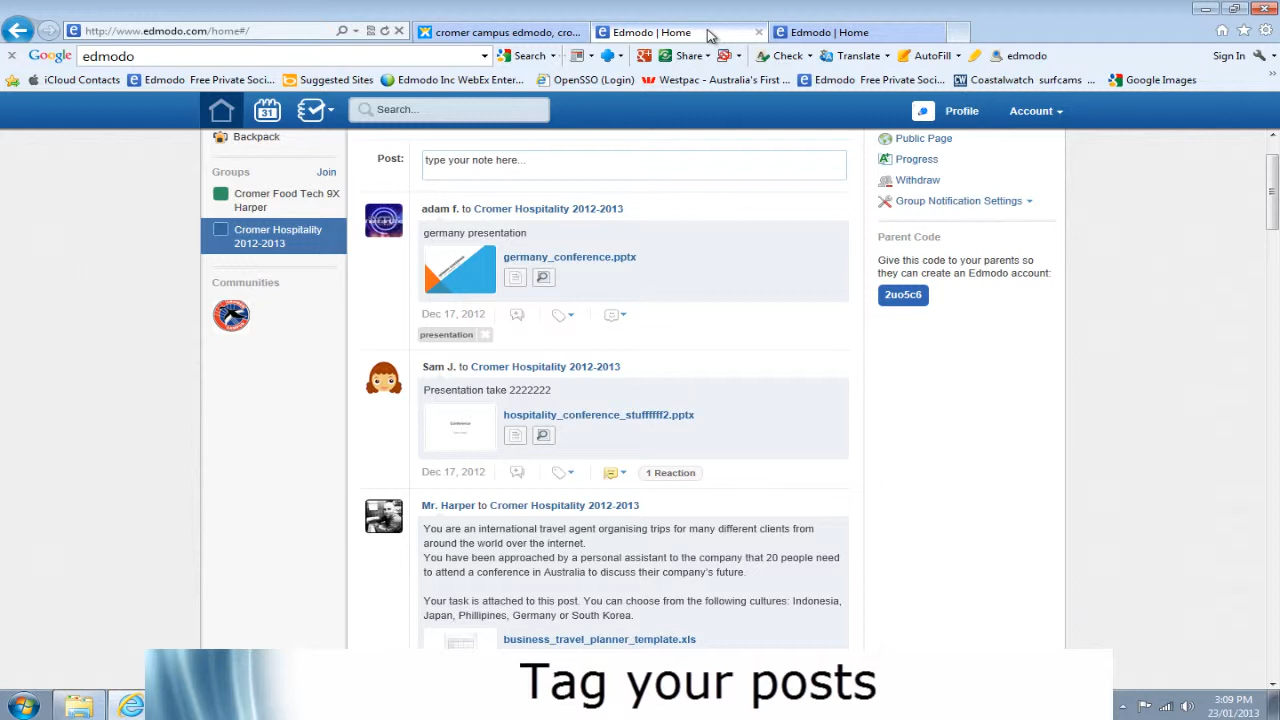 http://www.edmodo.com/home#/
cromer campus edmodo, cro...
Edmodo | Home
Edmodo | Home
Google
edmodo
Search
Share
Check
Translate
AutoFill
edmodo
Sign In
iCloud Contacts
Edmodo Free Private Social ...
Suggested Sites
Edmodo Inc WebEx Enter...
OpenSSO (Login)
Westpac - Australia's First ...
Edmodo Free Private Soci...
Coastalwatch surfcams ...
Google Images
31
Search...
Profile
Account
Backpack
Groups
Join
Cromer Food Tech 9X
Harper
Cromer Hospitality
2012-2013
Communities
Post:
type your note here...
adam f. to Cromer Hospitality 2012-2013
germany presentation
germany_conference.pptx
Dec 17, 2012
presentation
Sam J. to Cromer Hospitality 2012-2013
Presentation take 2222222
Conference
hospitality_conference_stuffffff2.pptx
Dec 17, 2012
1 Reaction
Mr. Harper to Cromer Hospitality 2012-2013
You are an international travel agent organising trips for many different clients from
around the world over the internet.
You have been approached by a personal assistant to the company that 20 people need
to attend a conference in Australia to discuss their company's future.
Your task is attached to this post. You can choose from the following cultures: Indonesia,
Japan, Phillipines, Germany or South Korea.
business_travel_planner_template.xls
Public Page
Progress
Withdraw
Group Notification Settings
Parent Code
Give this code to your parents so
they can create an Edmodo account:
2uo5c6
Tag your posts
3:09 PM
23/01/2013